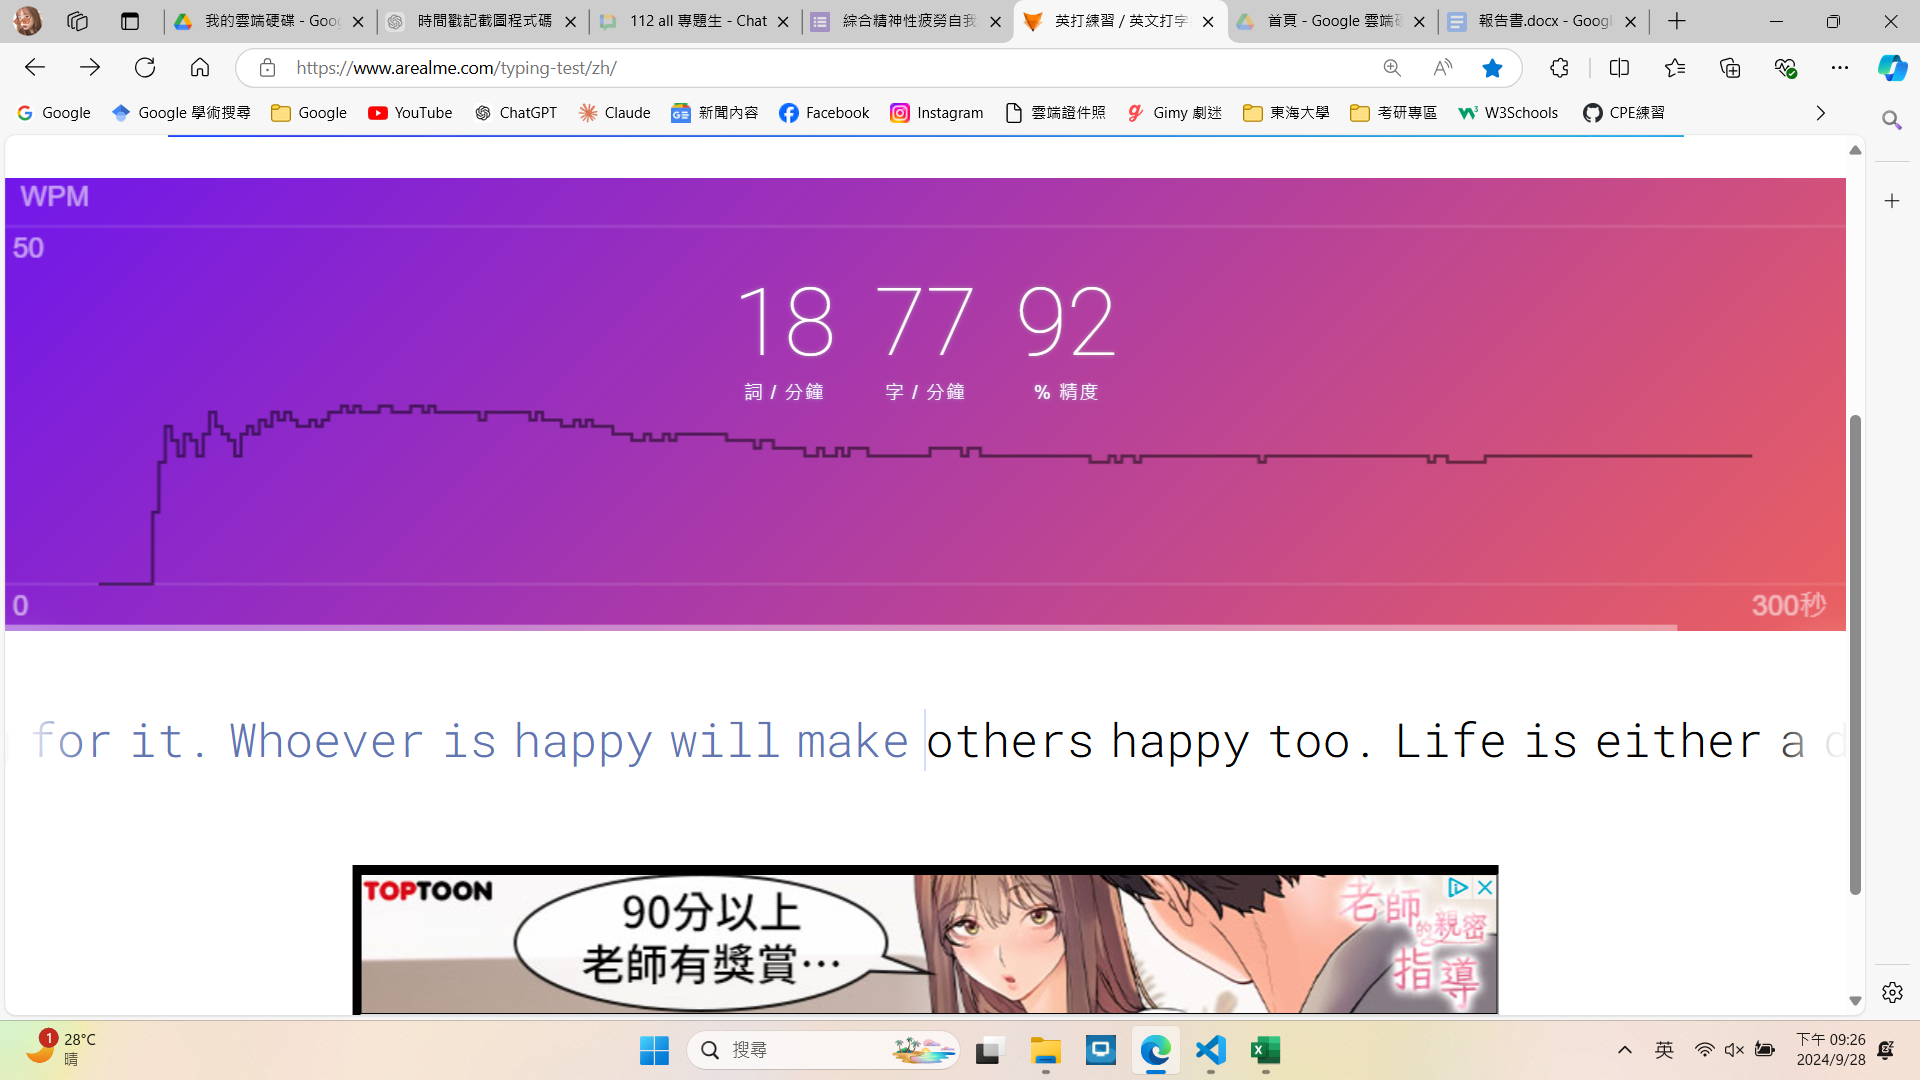 我的雲端硬碟 - Goog
時間戳記截圖程式碼
112 all 專題生 - Chat
綜合精神性疲勞自我
英打練習 / 英文打字
首頁 - Google 雲端硬
報告書.docx - Googl
https://www.arealme.com/typing-test/zh/
Google
Google 學術搜尋
Google
YouTube
ChatGPT
Claude
新聞內容
Facebook
Instagram
雲端證件照
Gimy 劇迷
東海大學
考研專區
W3Schools
CPE練習
WPM
50
18 77 92
詞 / 分鐘 字 / 分鐘 % 精度
0
300秒
for it. Whoever is happy will make others happy too. Life is either a d
TOPTOON
90分以上
老師有獎賞…
老師的親密指導
1
28°C
晴
搜尋
英
下午 09:26
2024/9/28